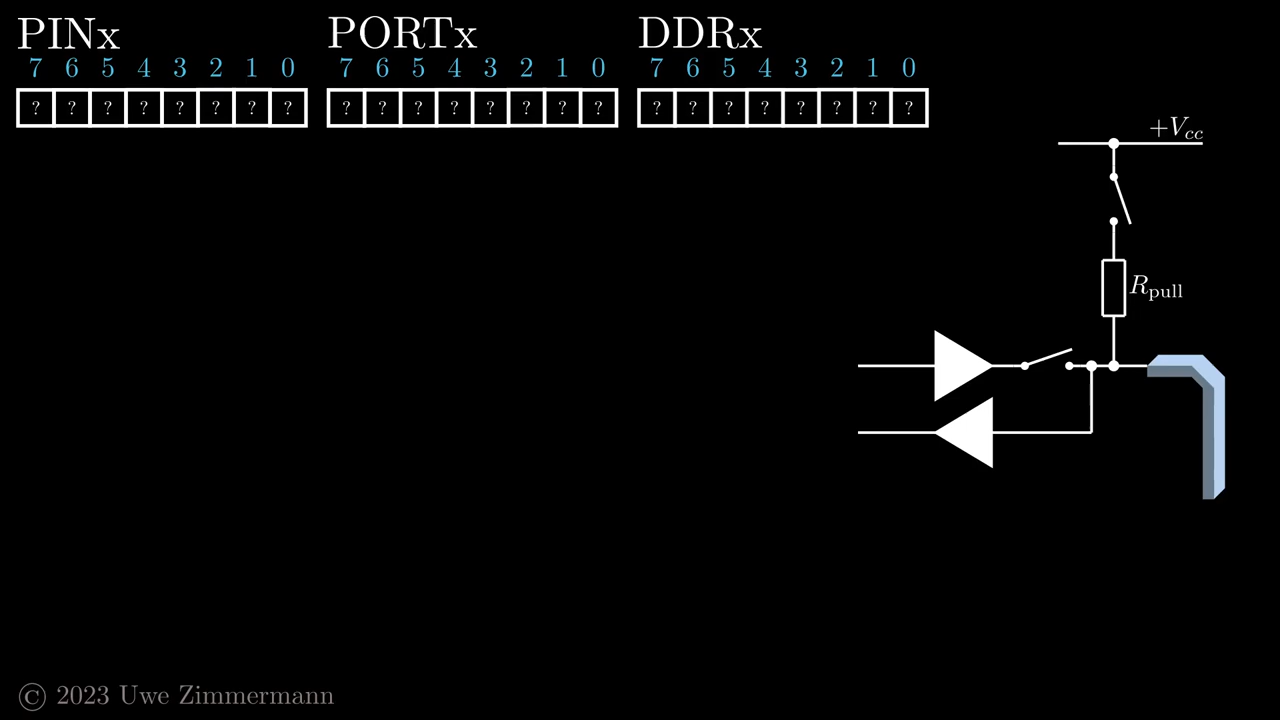 PINx PORTx DDRx
7 6 5 4 3 2 1 0 7 6 5 4 3 2 1 0 7 6 5 4 3 2 1 0
? ? ? ? ? ? ? ? ? ? ? ? ? ? ? ? ? ? ? ? ? ? ? ?
+Vcc
Rpull
© 2023 Uwe Zimmermann